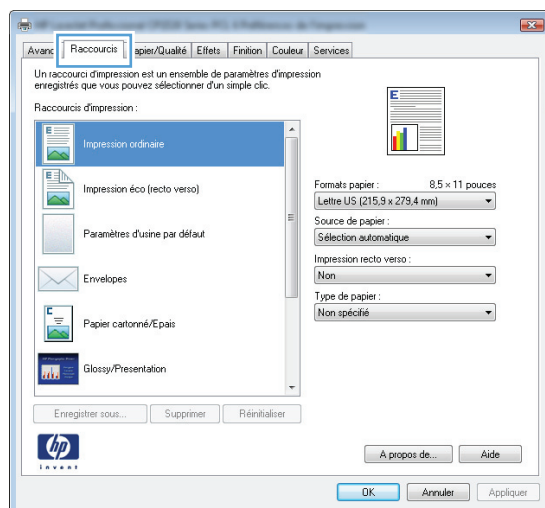 Avanc Raccourcis apier/Qualité Effets Finition Couleur Services
Un raccourci d'impression est un ensemble de paramètres d'impression
enregistrés que vous pouvez sélectionner d'un simple clic.
Raccourcis d'impression :
E
E
Impression ordinaire
E
Impression éco (recto verso)
Formats papier : 8,5 × 11 pouces
Lettre US (215,9 x 279,4 mm)
Source de papier :
Paramètres d'usine par défaut
Sélection automatique
Impression recto verso :
Non
Envelopes
Type de papier :
Non spécifié
Papier cartonné/Epais
Glossy/Presentation
Enregistrer sous... Supprimer Réinitialiser
hp
invent
A propos de... Aide
OK Annuler Appliquer